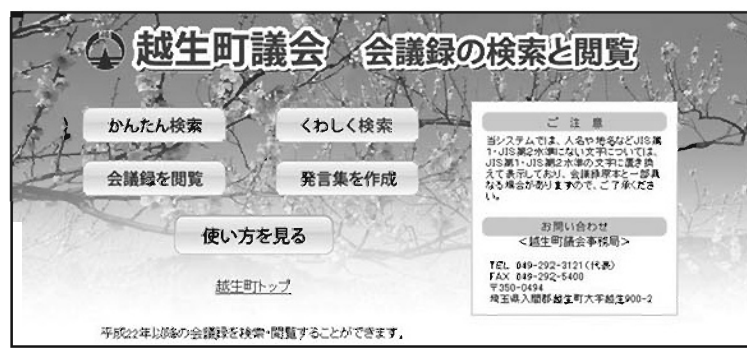 越生町議会 会議録の検索と閲覧
かんたん検索
くわしく検索
会議録を閲覧
発言集を作成
使い方を見る
越生町トップ
平成22年以降の会議録を検索・閲覧することができます。
ご注意
当システムでは、人名や地名などJIS第
1・JIS第2水準にない文字については、
JIS第1・JIS第2水準の文字に置き換
えて表示しており、会議録原本と一部異
なる場合がありますので、ご了承くださ
い。
お問い合わせ
<越生町議会事務局>
TEL 049-292-3121(代表)
FAX 049-292-5400
〒350-0494
埼玉県入間郡越生町大字越生900-2